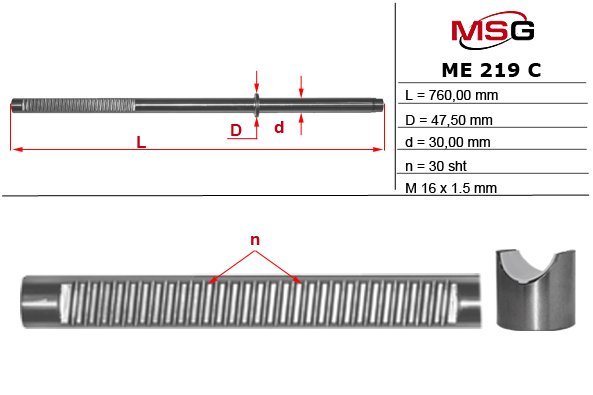 MSG
ME 219 C
L = 760,00 mm
D = 47,50 mm
d = 30,00 mm
n = 30 sht
M 16 x 1.5 mm
L
D
d
n